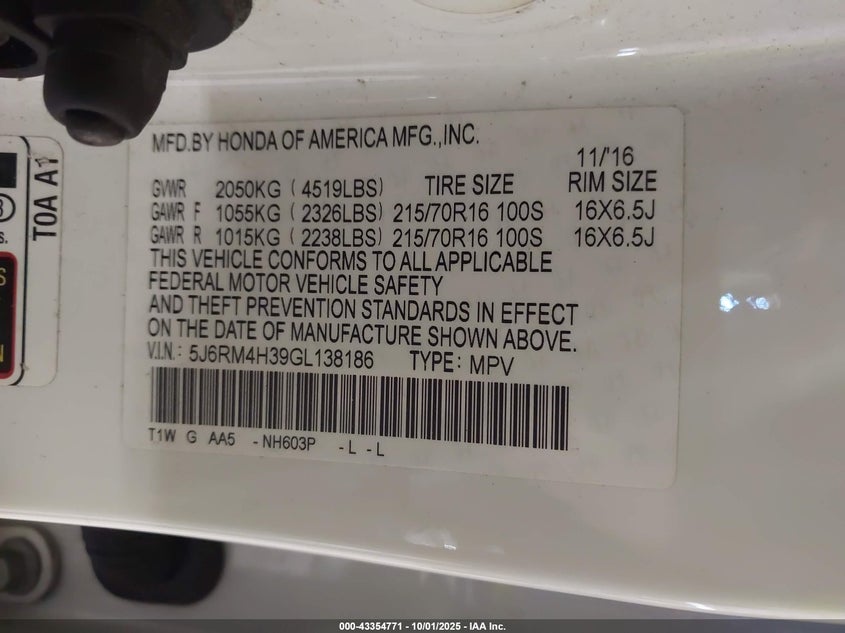 MFD.BY HONDA OF AMERICA MFG.,INC.
11/'16
GVWR 2050KG ( 4519LBS) TIRE SIZE RIM SIZE
GAWR F 1055KG ( 2326LBS) 215/70R16 100S 16X6.5J
GAWR R 1015KG ( 2238LBS) 215/70R16 100S 16X6.5J
THIS VEHICLE CONFORMS TO ALL APPLICABLE
FEDERAL MOTOR VEHICLE SAFETY
AND THEFT PREVENTION STANDARDS IN EFFECT
ON THE DATE OF MANUFACTURE SHOWN ABOVE.
V.I.N.: 5J6RM4H39GL138186 TYPE: MPV
T1W G AA5 -NH603P -L -L
T0A A1
000-43354771 - 10/01/2025 - IAA Inc.